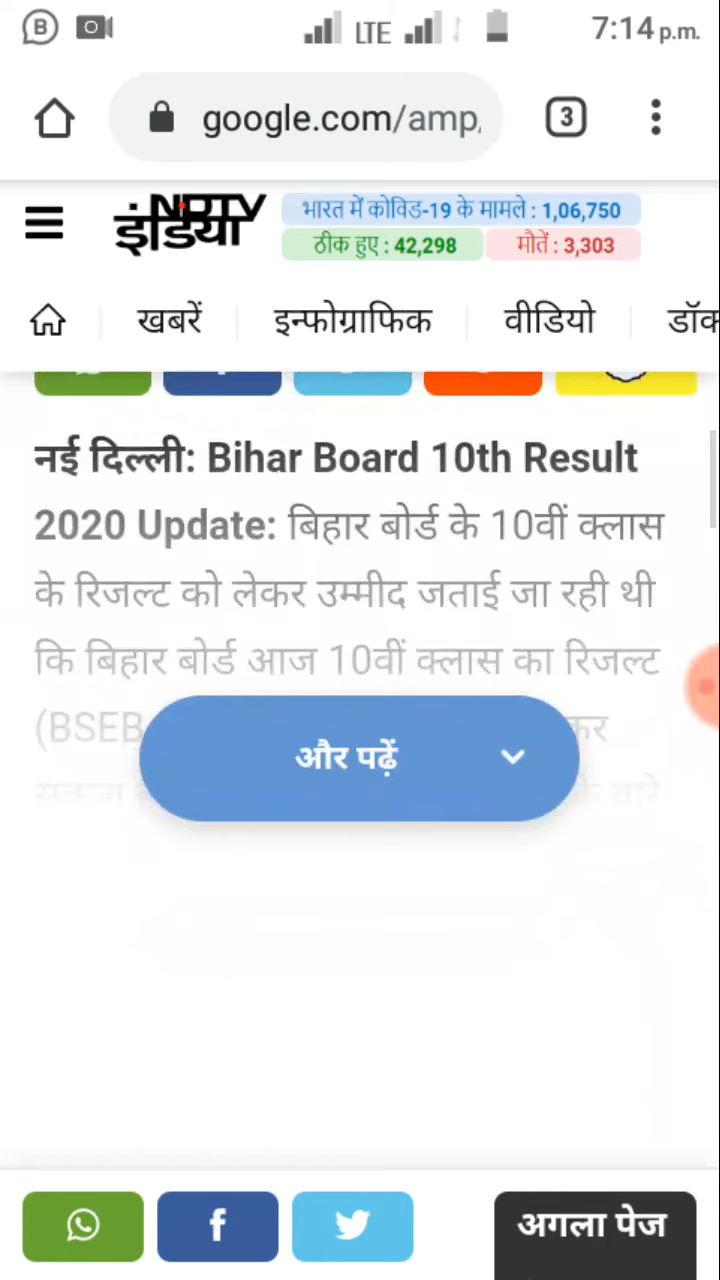 B
LTE
7:14 p.m.
google.com/amp
3
NDTV
इंडिया
भारत में कोविड-19 के मामले : 1,06,750
ठीक हुए : 42,298 मौतें : 3,303
खबरें इन्फोग्राफिक वीडियो
नई दिल्ली: Bihar Board 10th Result
2020 Update: बिहार बोर्ड के 10वीं क्लास
के रिजल्ट को लेकर उम्मीद जताई जा रही थी
कि बिहार बोर्ड आज 10वीं क्लास का रिजल्ट
(BSEB कर
और पढ़ें
अगला पेज